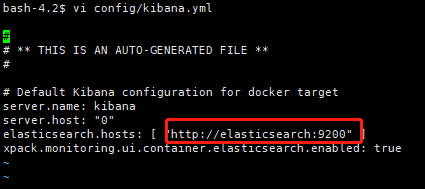 bash-4.2$ vi config/kibana.yml
#
# ** THIS IS AN AUTO-GENERATED FILE **
#
# Default Kibana configuration for docker target
server.name: kibana
server.host: "0"
elasticsearch.hosts: [ "http://elasticsearch:9200" ]
xpack.monitoring.ui.container.elasticsearch.enabled: true
~
~